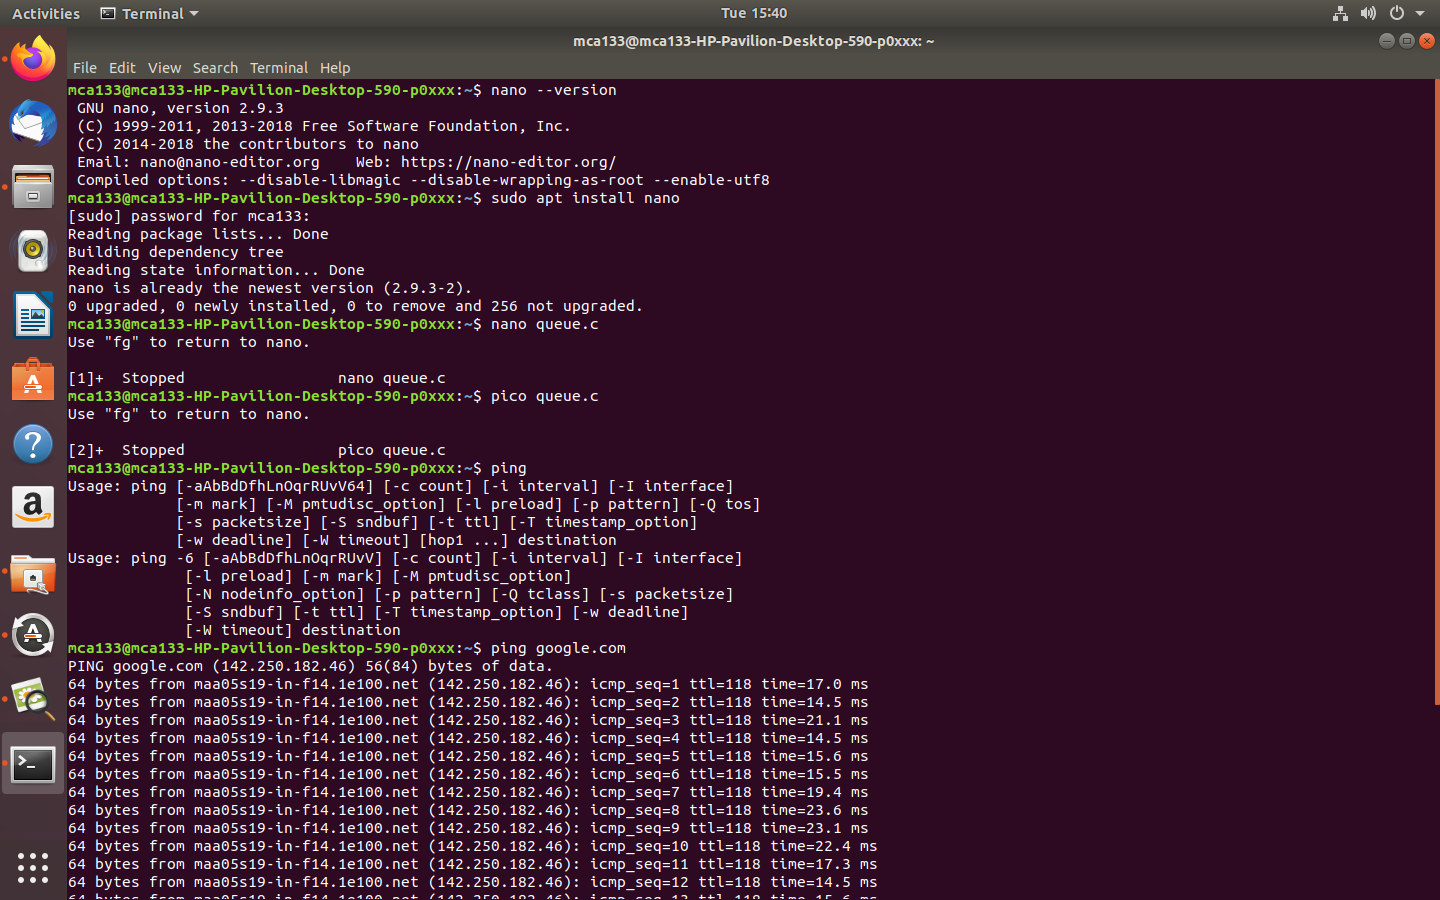 Activities
Terminal
Tue 15:40
mca133@mca133-HP-Pavilion-Desktop-590-p0xxx: ~
File Edit View Search Terminal Help
mca133@mca133-HP-Pavilion-Desktop-590-p0xxx:~$ nano --version
GNU nano, version 2.9.3
(C) 1999-2011, 2013-2018 Free Software Foundation, Inc.
(C) 2014-2018 the contributors to nano
Email: nano@nano-editor.org    Web: https://nano-editor.org/
Compiled options: --disable-libmagic --disable-wrapping-as-root --enable-utf8
mca133@mca133-HP-Pavilion-Desktop-590-p0xxx:~$ sudo apt install nano
[sudo] password for mca133:
Reading package lists... Done
Building dependency tree
Reading state information... Done
nano is already the newest version (2.9.3-2).
0 upgraded, 0 newly installed, 0 to remove and 256 not upgraded.
mca133@mca133-HP-Pavilion-Desktop-590-p0xxx:~$ nano queue.c
Use "fg" to return to nano.
[1]+  Stopped                 nano queue.c
mca133@mca133-HP-Pavilion-Desktop-590-p0xxx:~$ pico queue.c
Use "fg" to return to nano.
[2]+  Stopped                 pico queue.c
mca133@mca133-HP-Pavilion-Desktop-590-p0xxx:~$ ping
Usage: ping [-aAbBdDfhLnOqrRUvV64] [-c count] [-i interval] [-I interface]
[-m mark] [-M pmtudisc_option] [-l preload] [-p pattern] [-Q tos]
[-s packetsize] [-S sndbuf] [-t ttl] [-T timestamp_option]
[-w deadline] [-W timeout] [hop1 ...] destination
Usage: ping -6 [-aAbBdDfhLnOqrRUvV] [-c count] [-i interval] [-I interface]
[-l preload] [-m mark] [-M pmtudisc_option]
[-N nodeinfo_option] [-p pattern] [-Q tclass] [-s packetsize]
[-S sndbuf] [-t ttl] [-T timestamp_option] [-w deadline]
[-W timeout] destination
mca133@mca133-HP-Pavilion-Desktop-590-p0xxx:~$ ping google.com
PING google.com (142.250.182.46) 56(84) bytes of data.
64 bytes from maa05s19-in-f14.1e100.net (142.250.182.46): icmp_seq=1 ttl=118 time=17.0 ms
64 bytes from maa05s19-in-f14.1e100.net (142.250.182.46): icmp_seq=2 ttl=118 time=14.5 ms
64 bytes from maa05s19-in-f14.1e100.net (142.250.182.46): icmp_seq=3 ttl=118 time=21.1 ms
64 bytes from maa05s19-in-f14.1e100.net (142.250.182.46): icmp_seq=4 ttl=118 time=14.5 ms
64 bytes from maa05s19-in-f14.1e100.net (142.250.182.46): icmp_seq=5 ttl=118 time=15.6 ms
64 bytes from maa05s19-in-f14.1e100.net (142.250.182.46): icmp_seq=6 ttl=118 time=15.5 ms
64 bytes from maa05s19-in-f14.1e100.net (142.250.182.46): icmp_seq=7 ttl=118 time=19.4 ms
64 bytes from maa05s19-in-f14.1e100.net (142.250.182.46): icmp_seq=8 ttl=118 time=23.6 ms
64 bytes from maa05s19-in-f14.1e100.net (142.250.182.46): icmp_seq=9 ttl=118 time=23.1 ms
64 bytes from maa05s19-in-f14.1e100.net (142.250.182.46): icmp_seq=10 ttl=118 time=22.4 ms
64 bytes from maa05s19-in-f14.1e100.net (142.250.182.46): icmp_seq=11 ttl=118 time=17.3 ms
64 bytes from maa05s19-in-f14.1e100.net (142.250.182.46): icmp_seq=12 ttl=118 time=14.5 ms